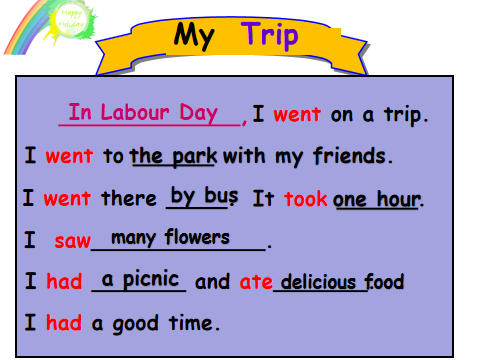 Happy Holiday
My Trip
In Labour Day, I went on a trip.
I went to the park with my friends.
I went there by bus. It took one hour.
I saw many flowers.
I had a picnic and ate delicious food.
I had a good time.